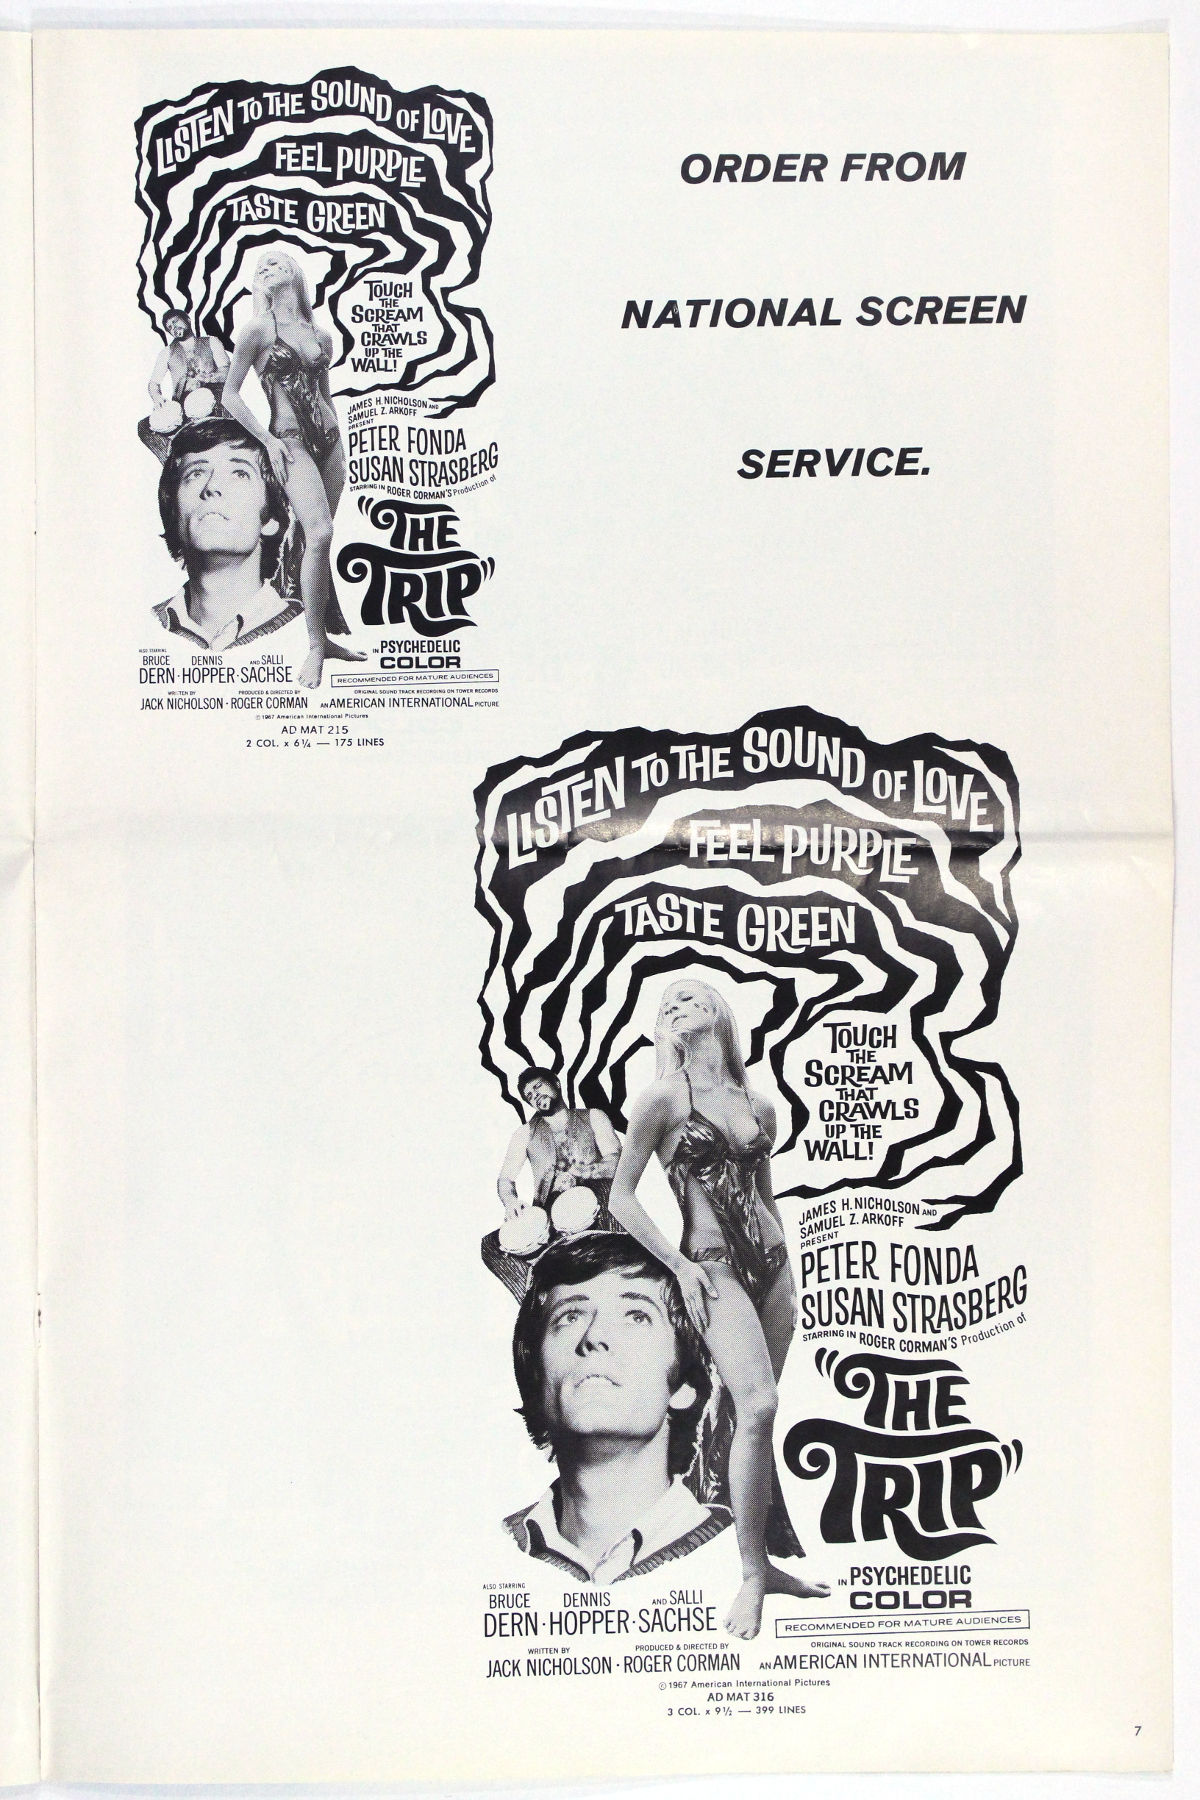 LISTEN TO THE SOUND OF LOVE
FEEL PURPLE
TASTE GREEN
TOUCH
THE
SCREAM
THAT
CRAWLS
UP THE
WALL!
JAMES H. NICHOLSON AND
SAMUEL Z. ARKOFF
PRESENT
PETER FONDA
SUSAN STRASBERG
STARRING IN ROGER CORMAN'S Production of
"THE
TRIP"
IN PSYCHEDELIC
COLOR
RECOMMENDED FOR MATURE AUDIENCES
ALSO STARRING
BRUCE DENNIS AND SALLI
DERN · HOPPER · SACHSE
WRITTEN BY PRODUCED & DIRECTED BY ORIGINAL SOUND TRACK RECORDING ON TOWER RECORDS
JACK NICHOLSON · ROGER CORMAN AN AMERICAN INTERNATIONAL PICTURE
© 1967 American International Pictures
AD MAT 215
2 COL. x 6¼ — 175 LINES
ORDER FROM
NATIONAL SCREEN
SERVICE.
LISTEN TO THE SOUND OF LOVE
FEEL PURPLE
TASTE GREEN
TOUCH
THE
SCREAM
THAT
CRAWLS
UP THE
WALL!
JAMES H. NICHOLSON AND
SAMUEL Z. ARKOFF
PRESENT
PETER FONDA
SUSAN STRASBERG
STARRING IN ROGER CORMAN'S Production of
"THE
TRIP"
IN PSYCHEDELIC
COLOR
RECOMMENDED FOR MATURE AUDIENCES
ALSO STARRING
BRUCE DENNIS AND SALLI
DERN · HOPPER · SACHSE
WRITTEN BY PRODUCED & DIRECTED BY ORIGINAL SOUND TRACK RECORDING ON TOWER RECORDS
JACK NICHOLSON · ROGER CORMAN AN AMERICAN INTERNATIONAL PICTURE
© 1967 American International Pictures
AD MAT 316
3 COL. x 9½ — 399 LINES
7